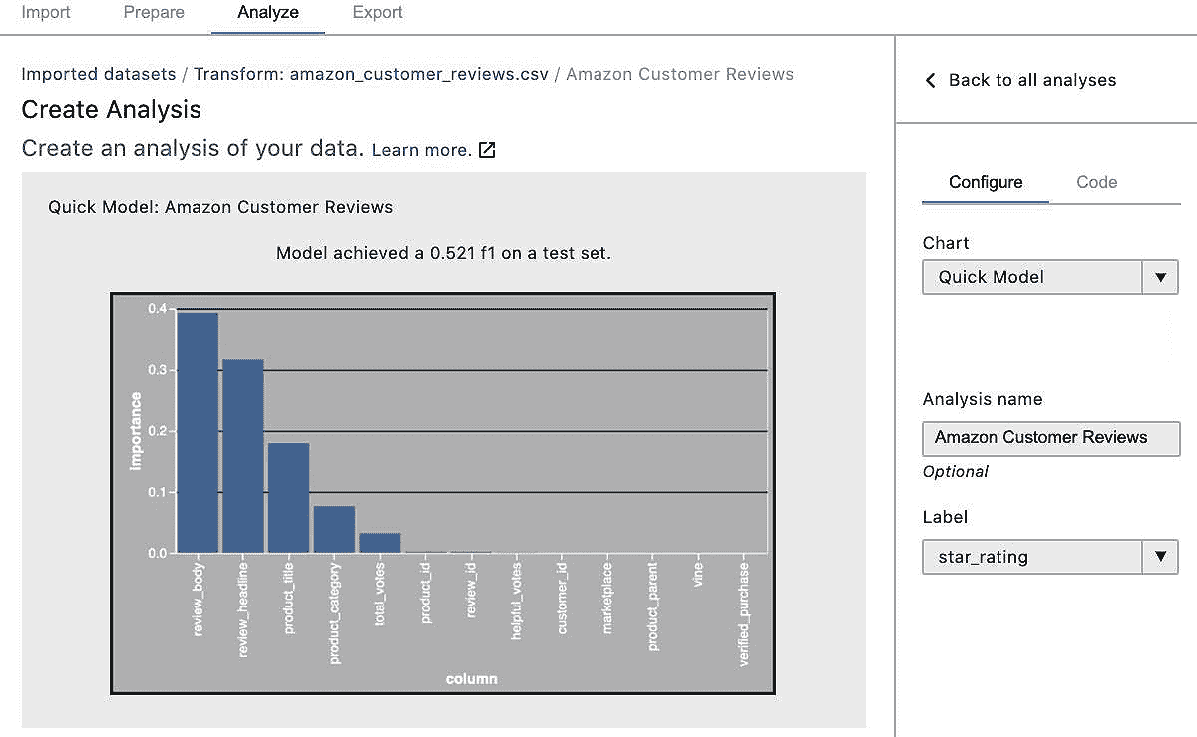 Import Prepare Analyze Export
Imported datasets / Transform: amazon_customer_reviews.csv / Amazon Customer Reviews
Create Analysis
Create an analysis of your data. Learn more.
Quick Model: Amazon Customer Reviews
Model achieved a 0.521 f1 on a test set.
0.4
0.3
0.2
0.1
0.0
Importance
review_body
review_headline
product_title
product_category
total_votes
product_id
review_id
helpful_votes
customer_id
marketplace
product_parent
vine
verified_purchase
column
Back to all analyses
Configure Code
Chart
Quick Model
Analysis name
Amazon Customer Reviews
Optional
Label
star_rating